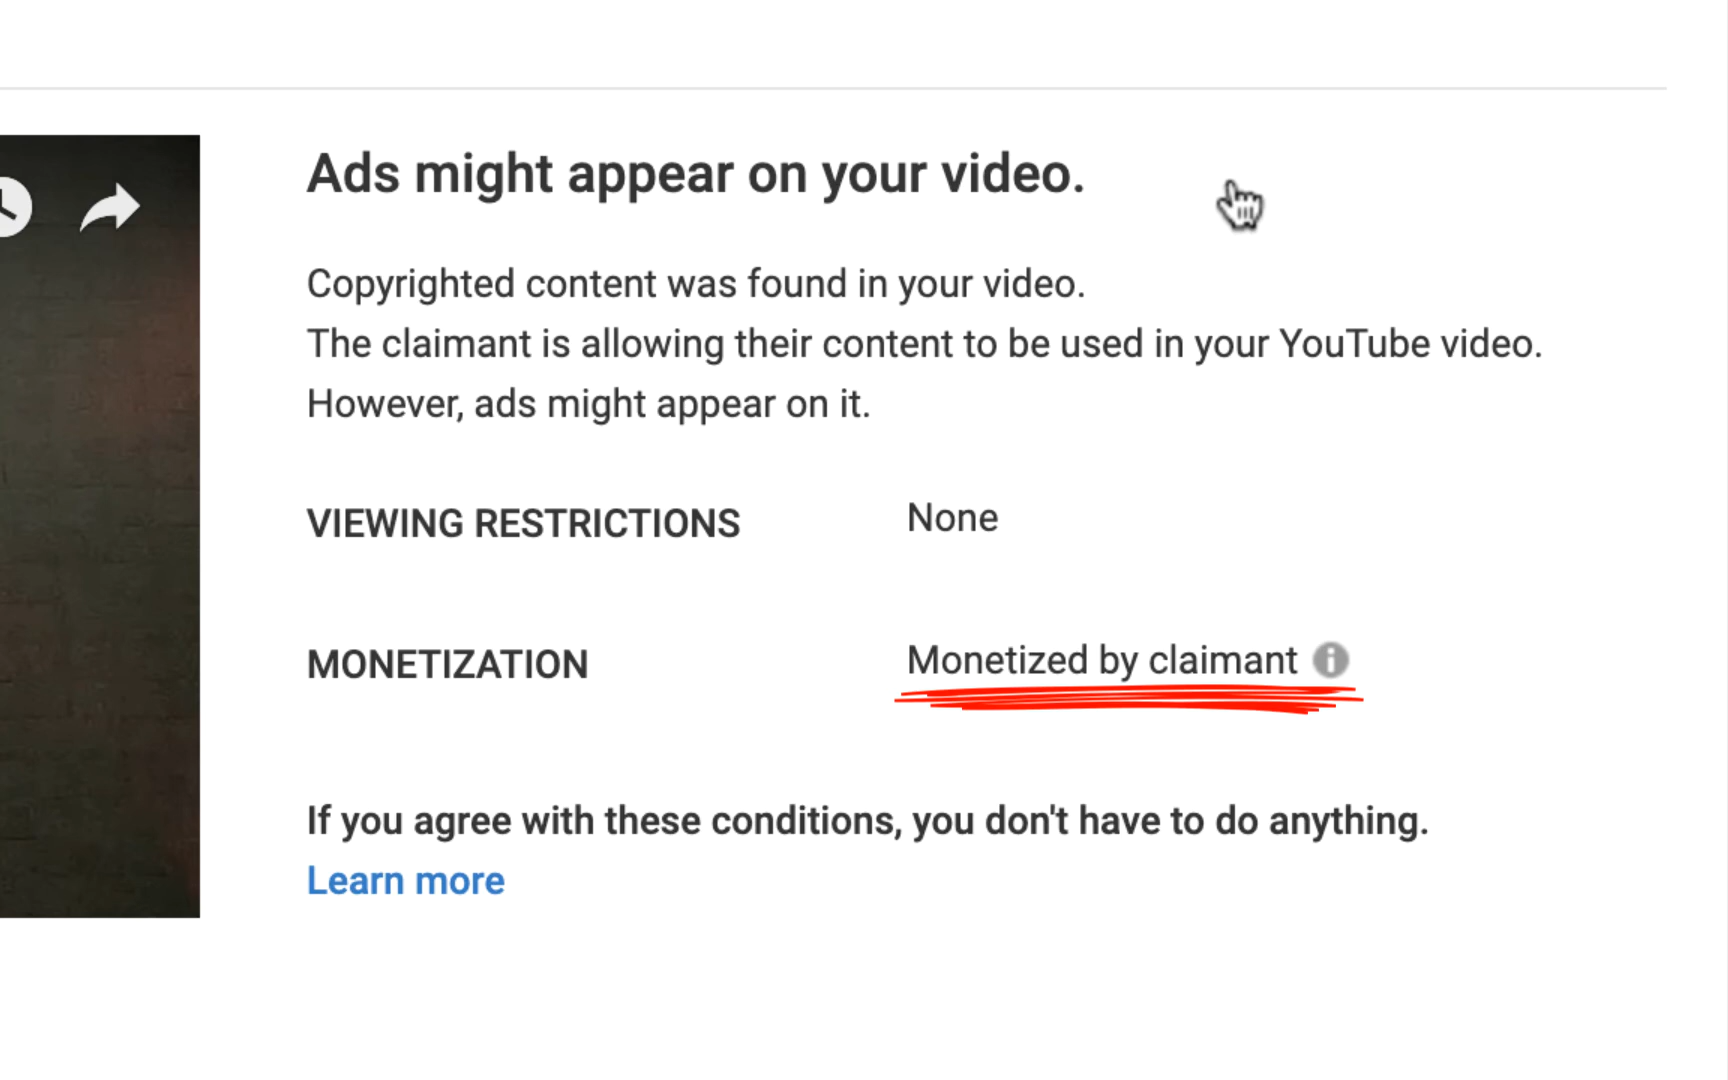 Ads might appear on your video.
Copyrighted content was found in your video.
The claimant is allowing their content to be used in your YouTube video.
However, ads might appear on it.
VIEWING RESTRICTIONS None
MONETIZATION Monetized by claimant
If you agree with these conditions, you don't have to do anything.
Learn more